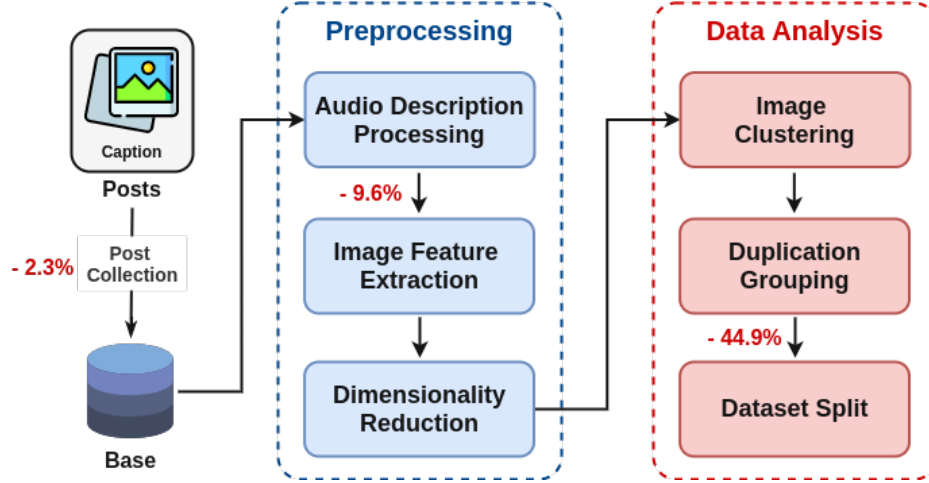 Caption
Posts
- 2.3%
Post
Collection
Base
Preprocessing
Audio Description
Processing
- 9.6%
Image Feature
Extraction
Dimensionality
Reduction
Data Analysis
Image
Clustering
Duplication
Grouping
- 44.9%
Dataset Split